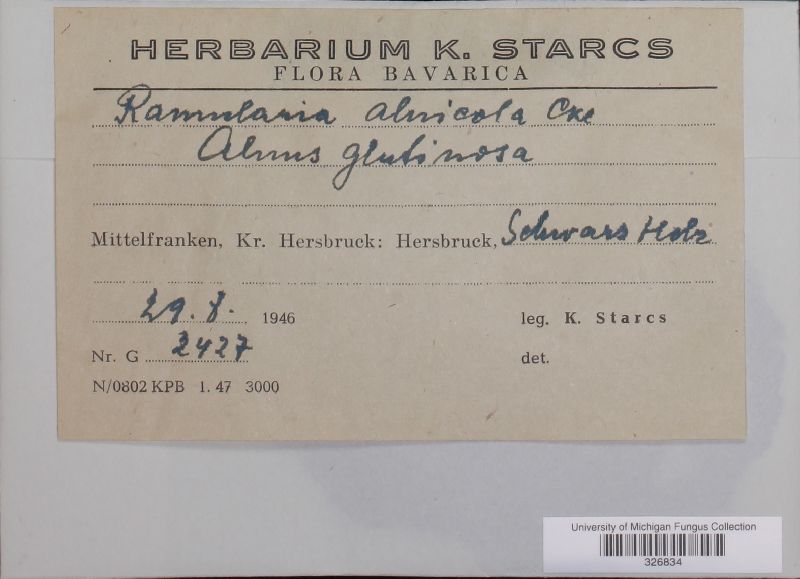 HERBARIUM K. STARCS
FLORA BAVARICA
Ramularia alnicola Cke
Alnus glutinosa
Mittelfranken, Kr. Hersbruck: Hersbruck, Schwarz Holz
29. 8. 1946
leg. K. Starcs
Nr. G 2427
det.
N/0802 KPB 1. 47 3000
University of Michigan Fungus Collection
326834